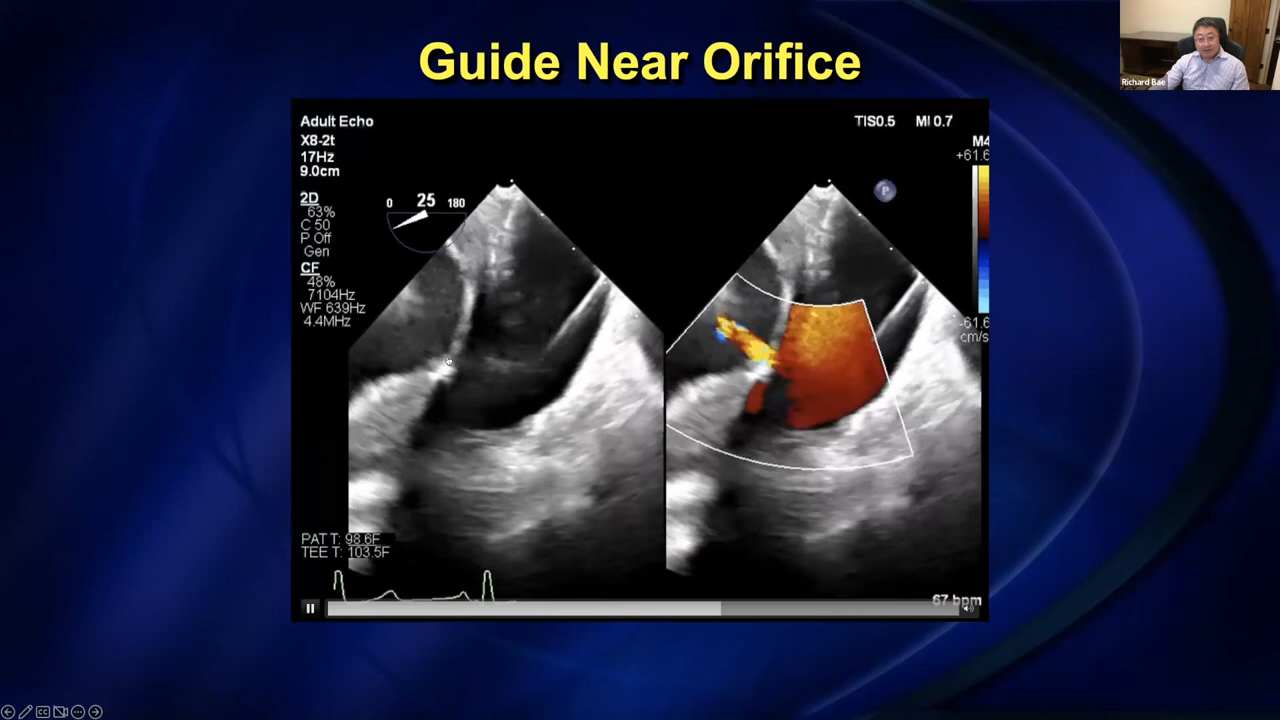 Guide Near Orifice
Richard Bae
Adult Echo
TIS0.5 MI 0.7
X8-2t
17Hz
9.0cm
M4
+61.6
2D
63%
C 50
P Off
Gen
CF
48%
7104Hz
WF 639Hz
4.4MHz
0 25 180
P
-61.6
cm/s
PAT T: 98.6F
TEE T: 103.5F
67 bpm
CC